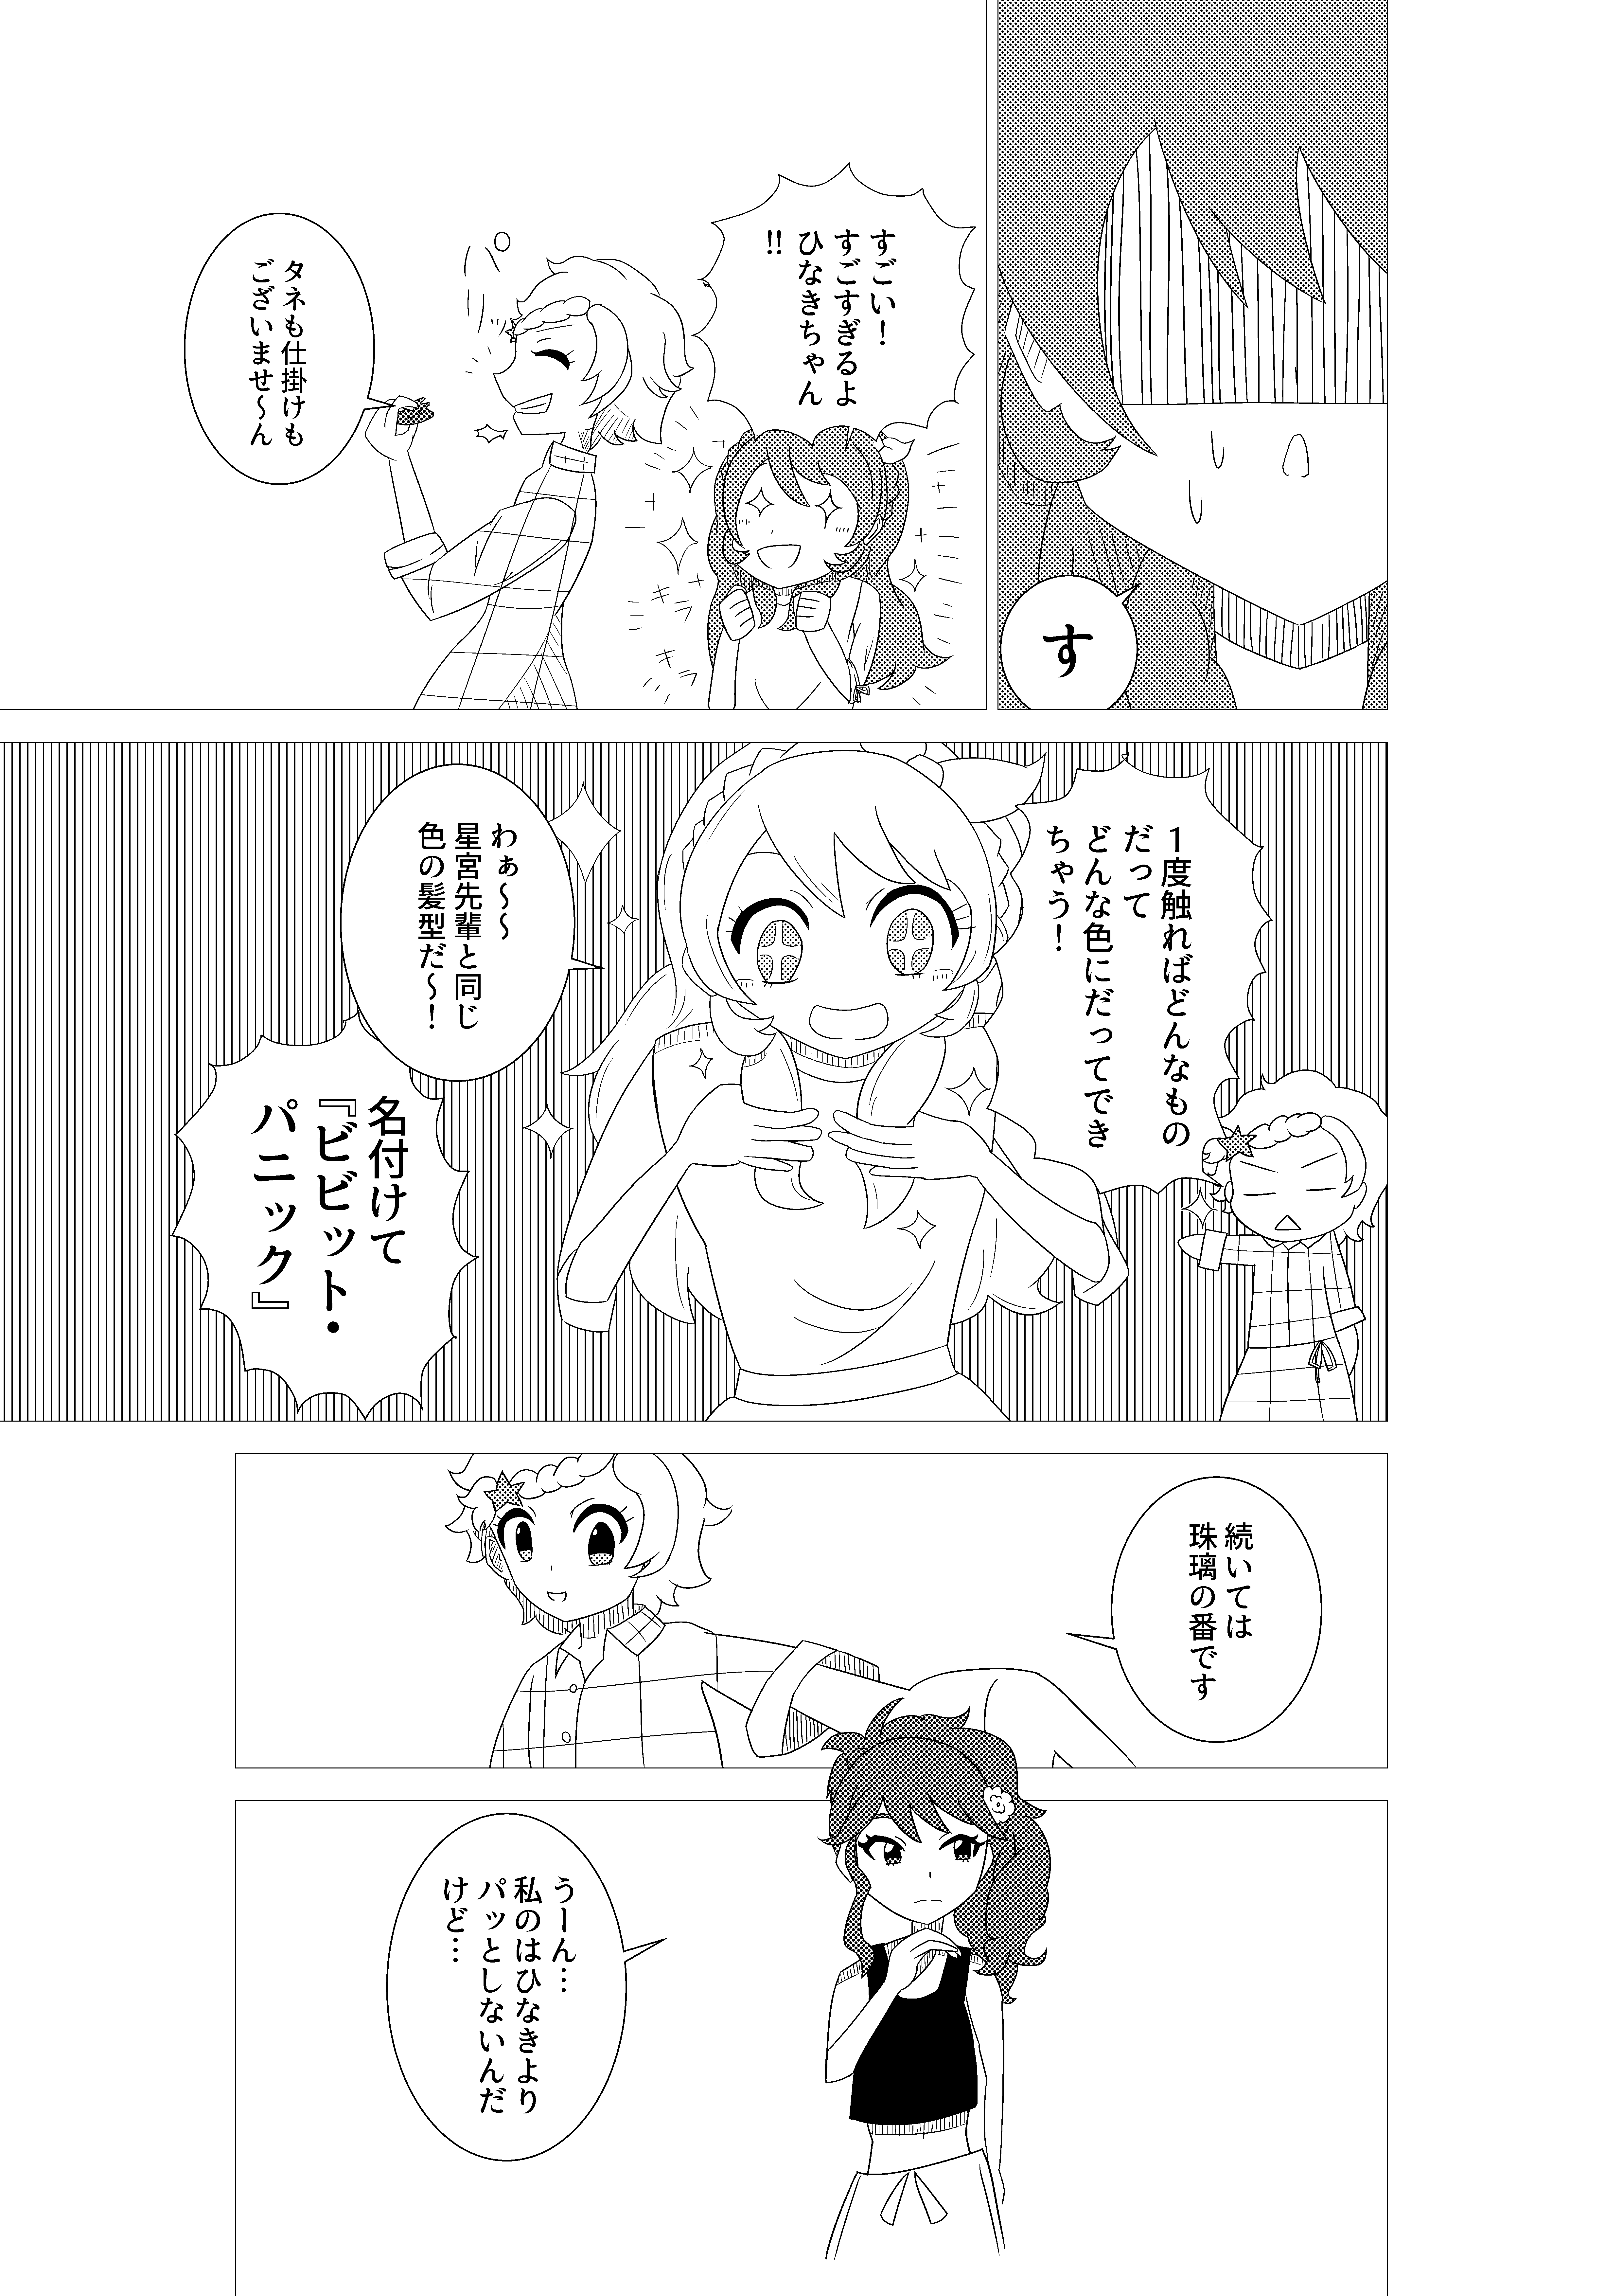 す
すごい！
すごすぎるよ
ひなきちゃん
!!
キラ
キラ
パ
タネも仕掛けも
ございませ〜ん
１度触ればどんなもの
だって
どんな色にだってでき
ちゃう！
わぁ〜〜
星宮先輩と同じ
色の髪型だ〜！
名付けて
『ビビット・
パニック』
続いては
珠璃の番です
うーん…
私のはひなきより
パッとしないんだ
けど…